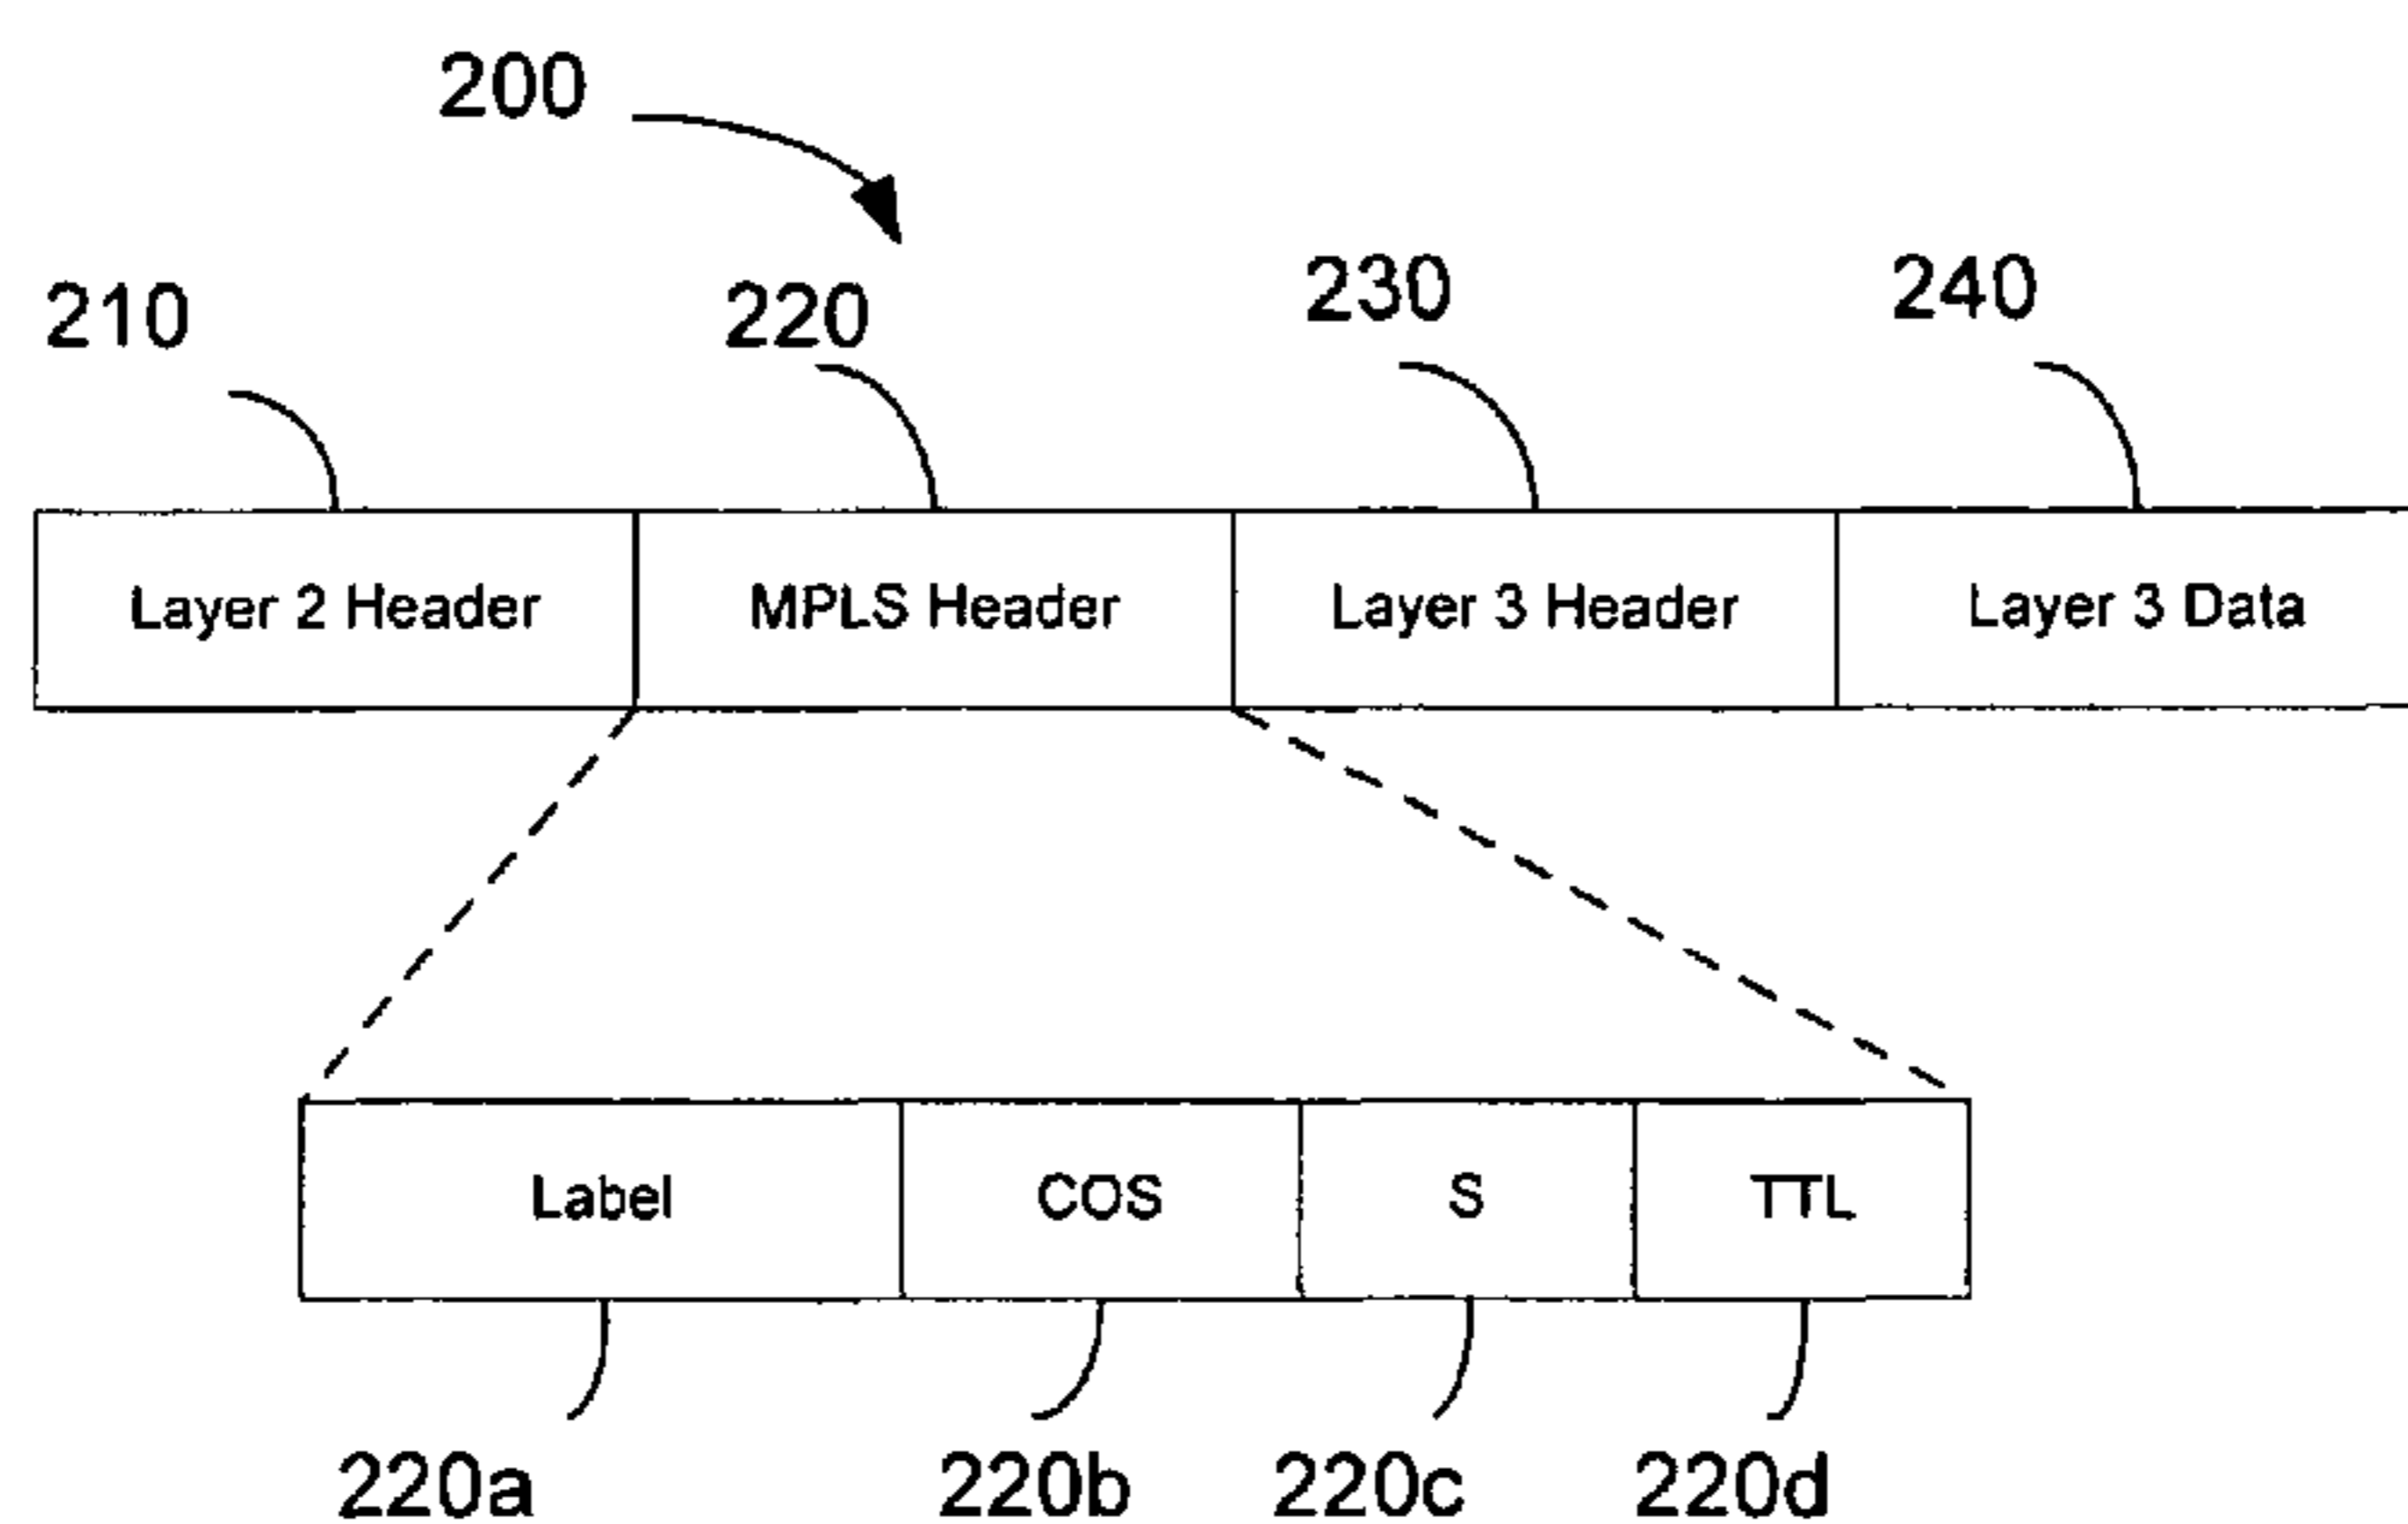 200
210 220 230 240
Layer 2 Header MPLS Header Layer 3 Header Layer 3 Data
Label COS S TTL
220a 220b 220c 220d